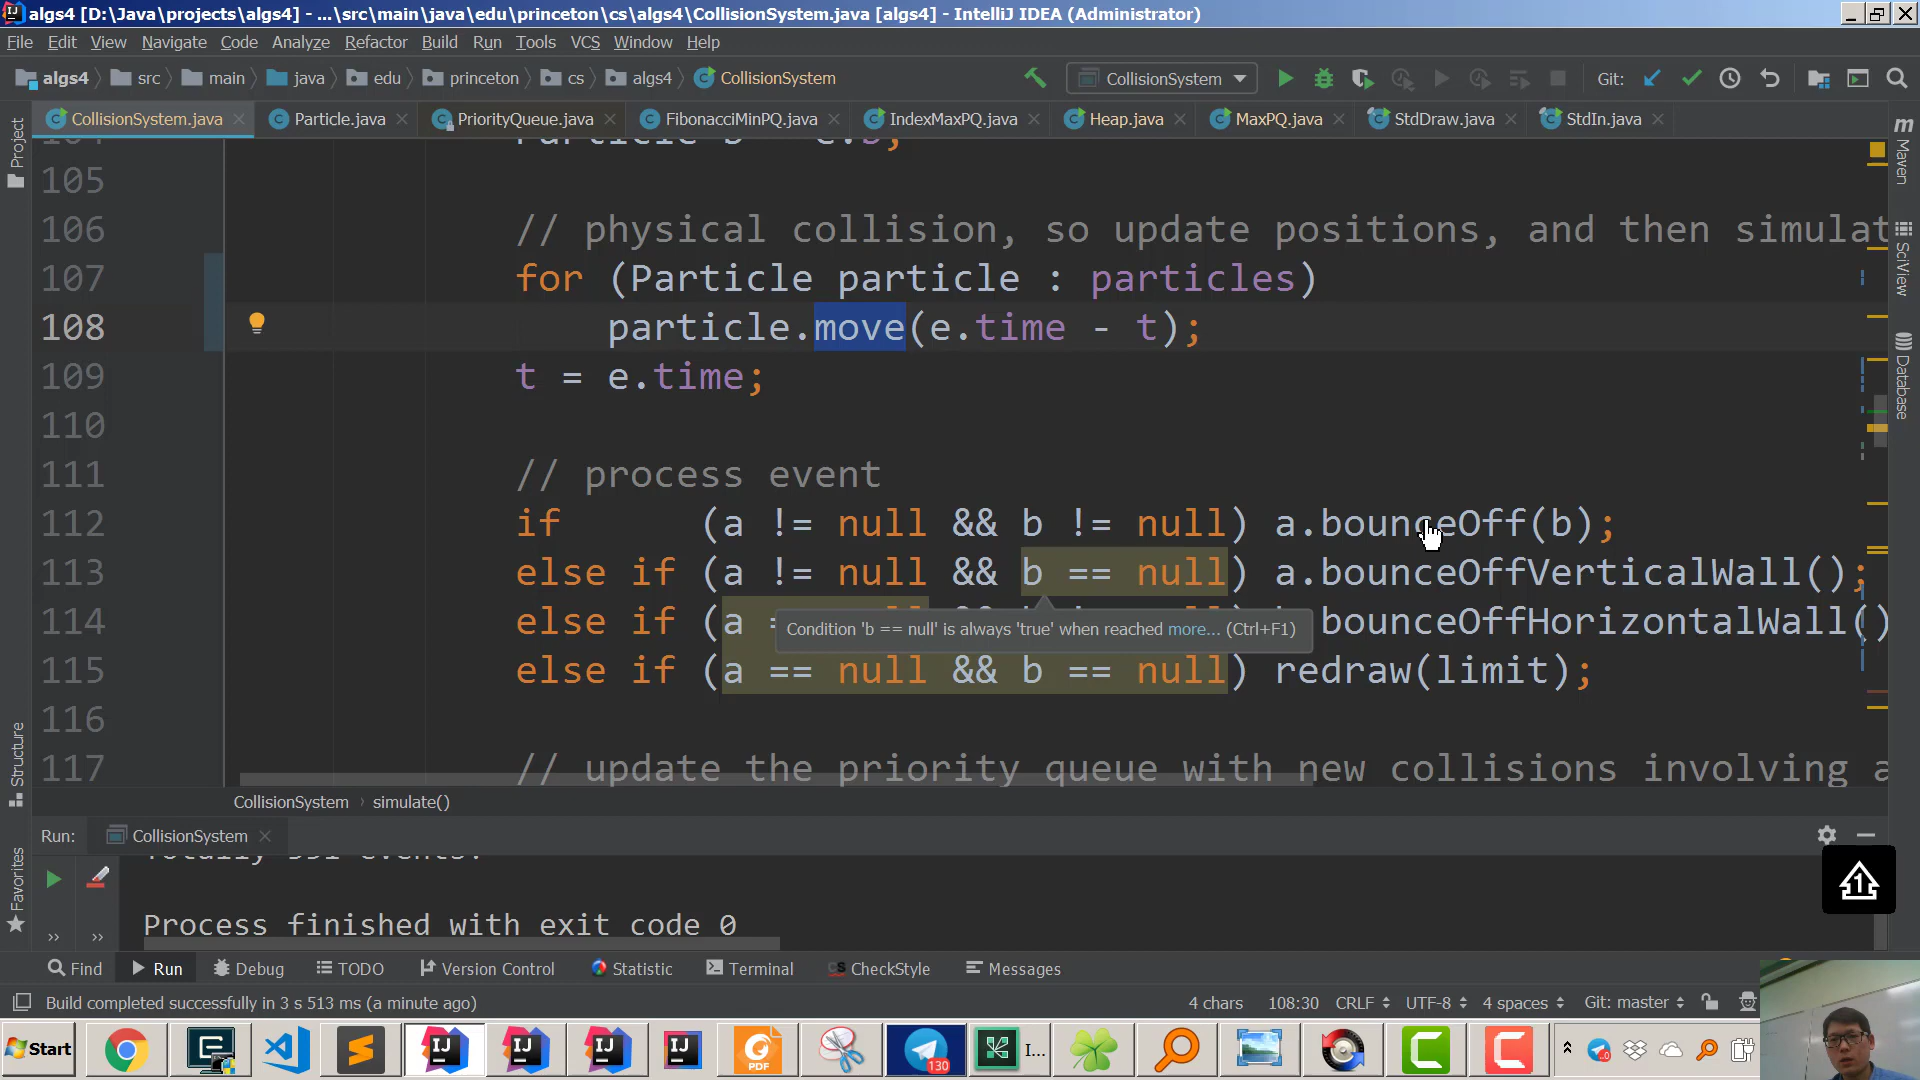 algs4 [D:\Java\projects\algs4] - ...\src\main\java\edu\princeton\cs\algs4\CollisionSystem.java [algs4] - IntelliJ IDEA (Administrator)
File Edit View Navigate Code Analyze Refactor Build Run Tools VCS Window Help
algs4 src main java edu princeton cs algs4 CollisionSystem CollisionSystem Git:
CollisionSystem.java Particle.java PriorityQueue.java FibonacciMinPQ.java IndexMaxPQ.java Heap.java MaxPQ.java StdDraw.java StdIn.java
Project
Structure
Favorites
Maven
SciView
Database
105
106 // physical collision, so update positions, and then simulat
107 for (Particle particle : particles)
108 particle.move(e.time - t);
109 t = e.time;
110
111 // process event
112 if (a != null && b != null) a.bounceOff(b);
113 else if (a != null && b == null) a.bounceOffVerticalWall();
114 else if (a bounceOffHorizontalWall()
Condition 'b == null' is always 'true' when reached more... (Ctrl+F1)
115 else if (a == null && b == null) redraw(limit);
116
117 // update the priority queue with new collisions involving a
CollisionSystem simulate()
Run: CollisionSystem
Process finished with exit code 0
Find Run Debug TODO Version Control Statistic Terminal CheckStyle Messages
Build completed successfully in 3 s 513 ms (a minute ago) 4 chars 108:30 CRLF UTF-8 4 spaces Git: master
Start PDF 130 I...